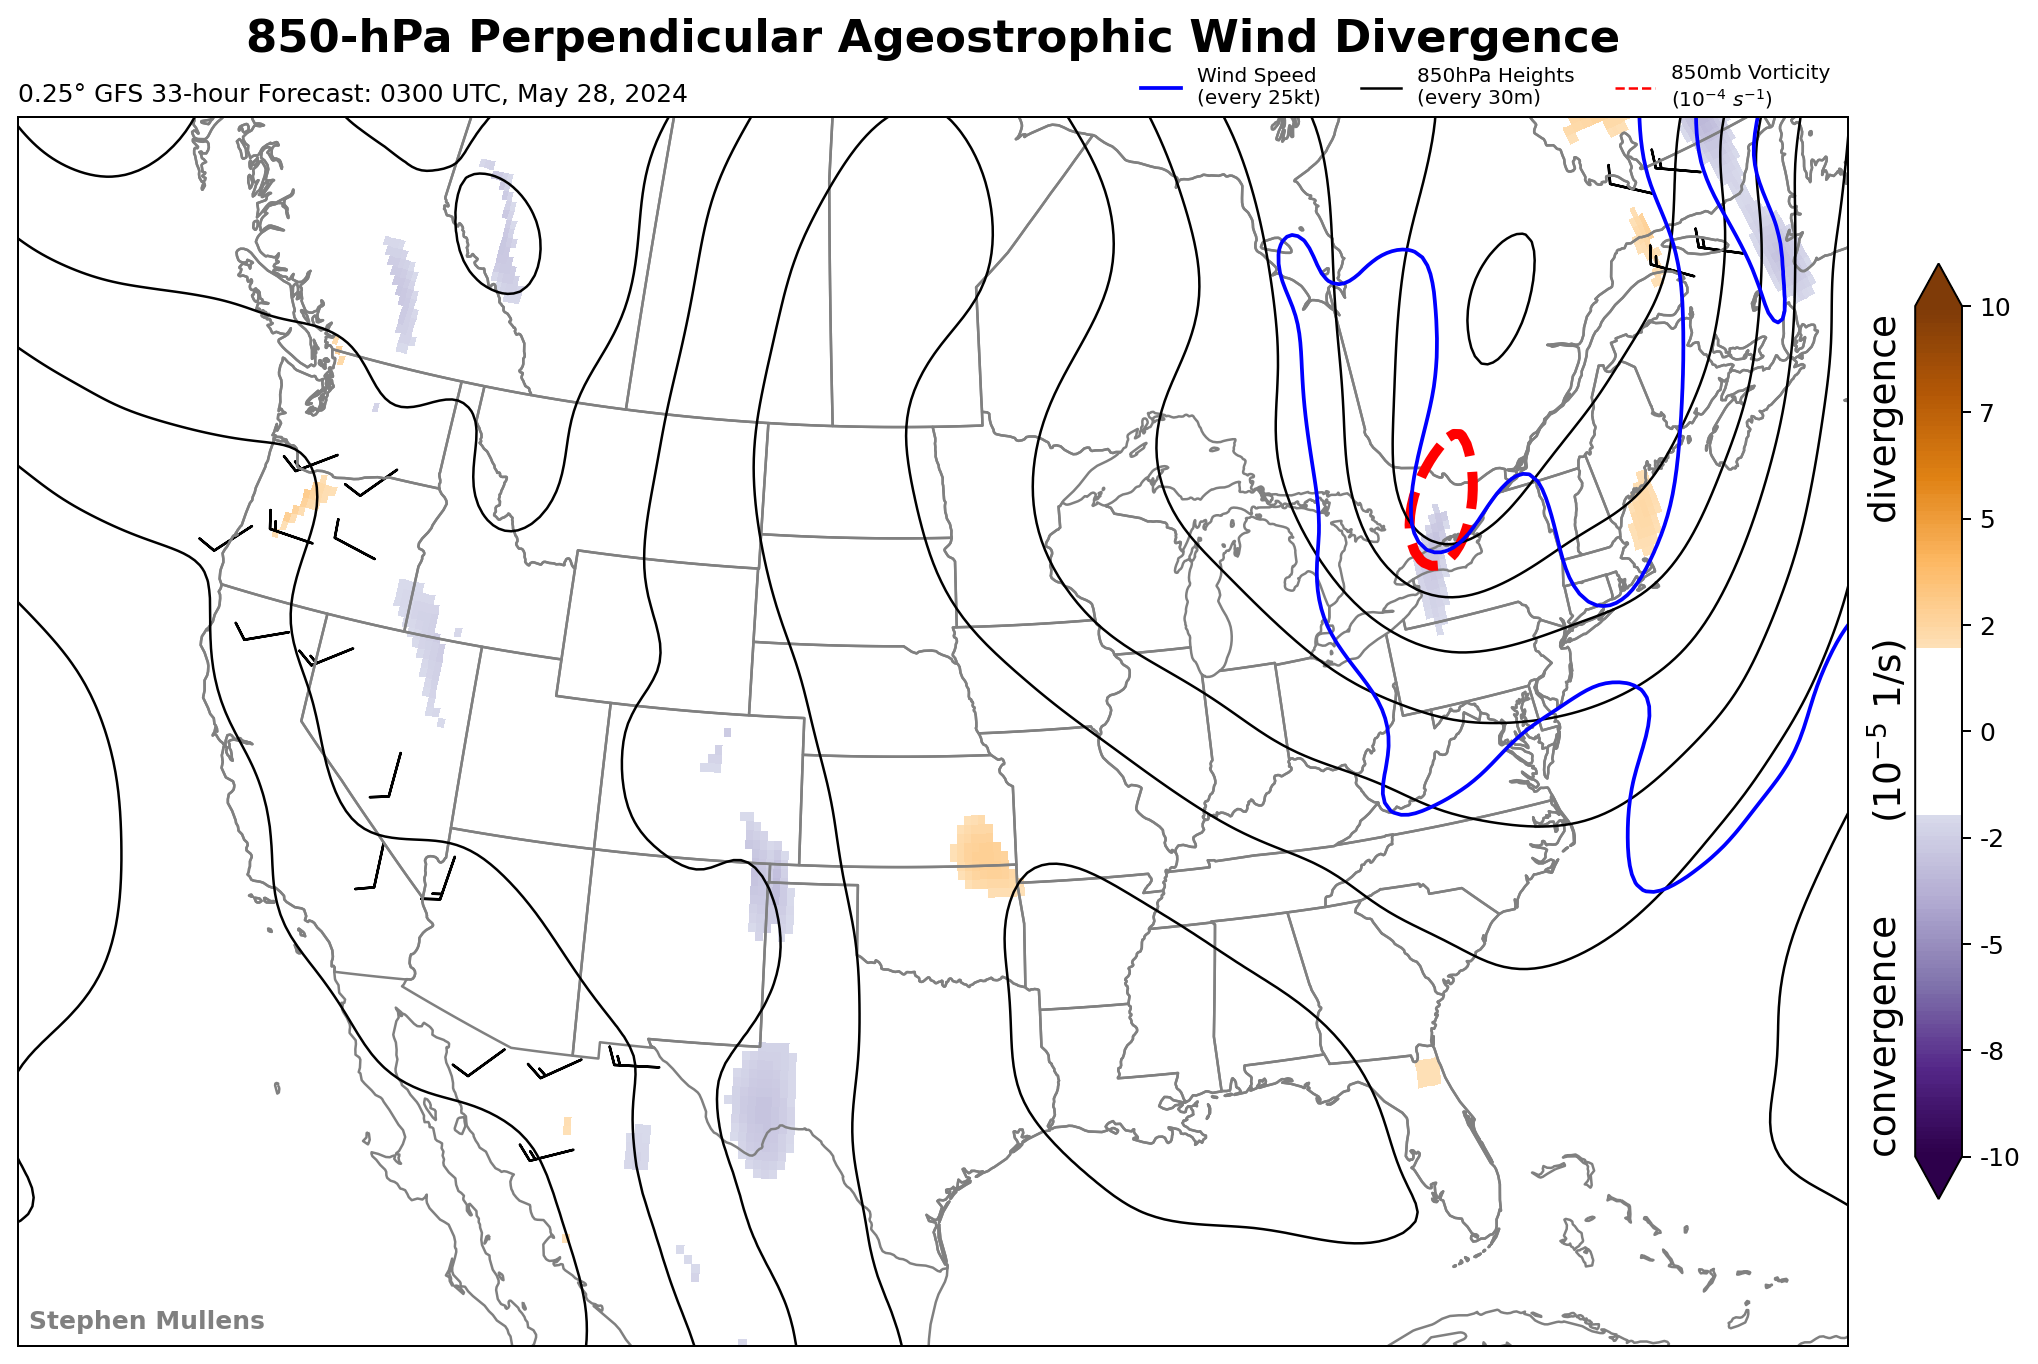 850-hPa Perpendicular Ageostrophic Wind Divergence
0.25° GFS 33-hour Forecast: 0300 UTC, May 28, 2024
Wind Speed
(every 25kt)
850hPa Heights
(every 30m)
850mb Vorticity
(10⁻⁴ s⁻¹)
10
7
5
2
0
-2
-5
-8
-10
convergence (10⁻⁵ 1/s) divergence
Stephen Mullens